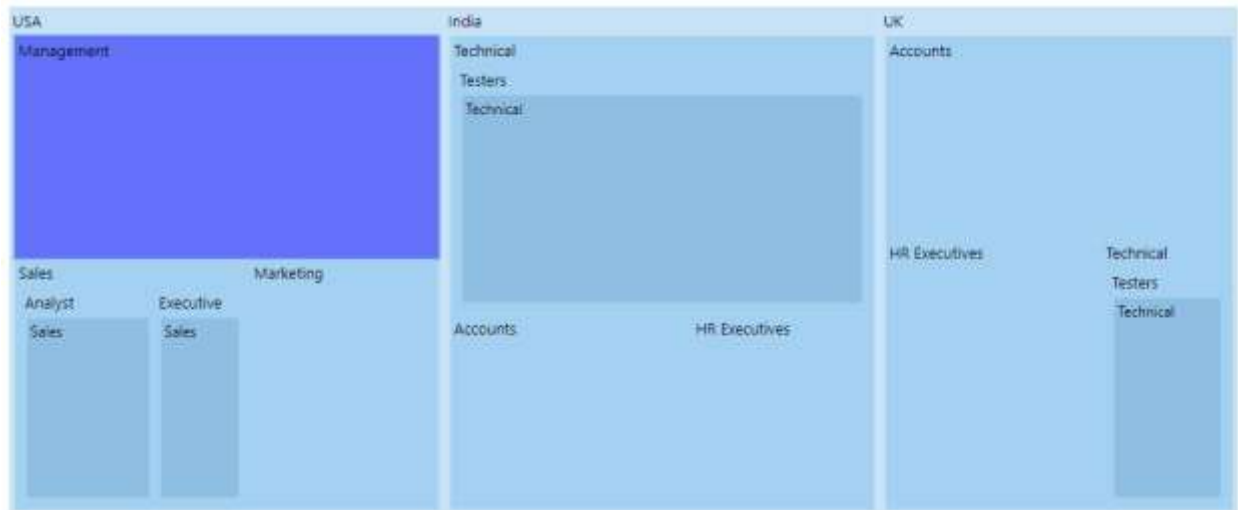 USA
Management
Sales
Marketing
Analyst
Executive
Sales
Sales
India
Technical
Testers
Technical
Accounts
HR Executives
UK
Accounts
HR Executives
Technical
Testers
Technical